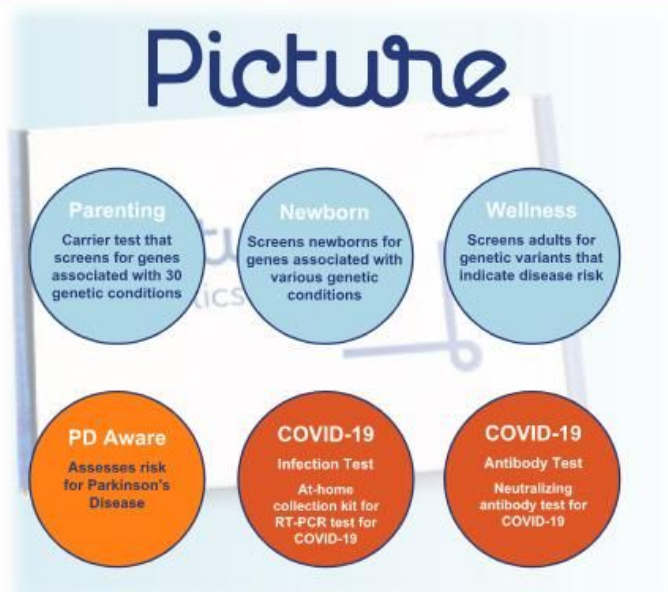 Picture
Parenting
Carrier test that
screens for genes
associated with 30
genetic conditions
Newborn
Screens newborns for
genes associated with
various genetic
conditions
Wellness
Screens adults for
genetic variants that
indicate disease risk
PD Aware
Assesses risk
for Parkinson's
Disease
COVID-19
Infection Test
At-home
collection kit for
RT-PCR test for
COVID-19
COVID-19
Antibody Test
Neutralizing
antibody test for
COVID-19